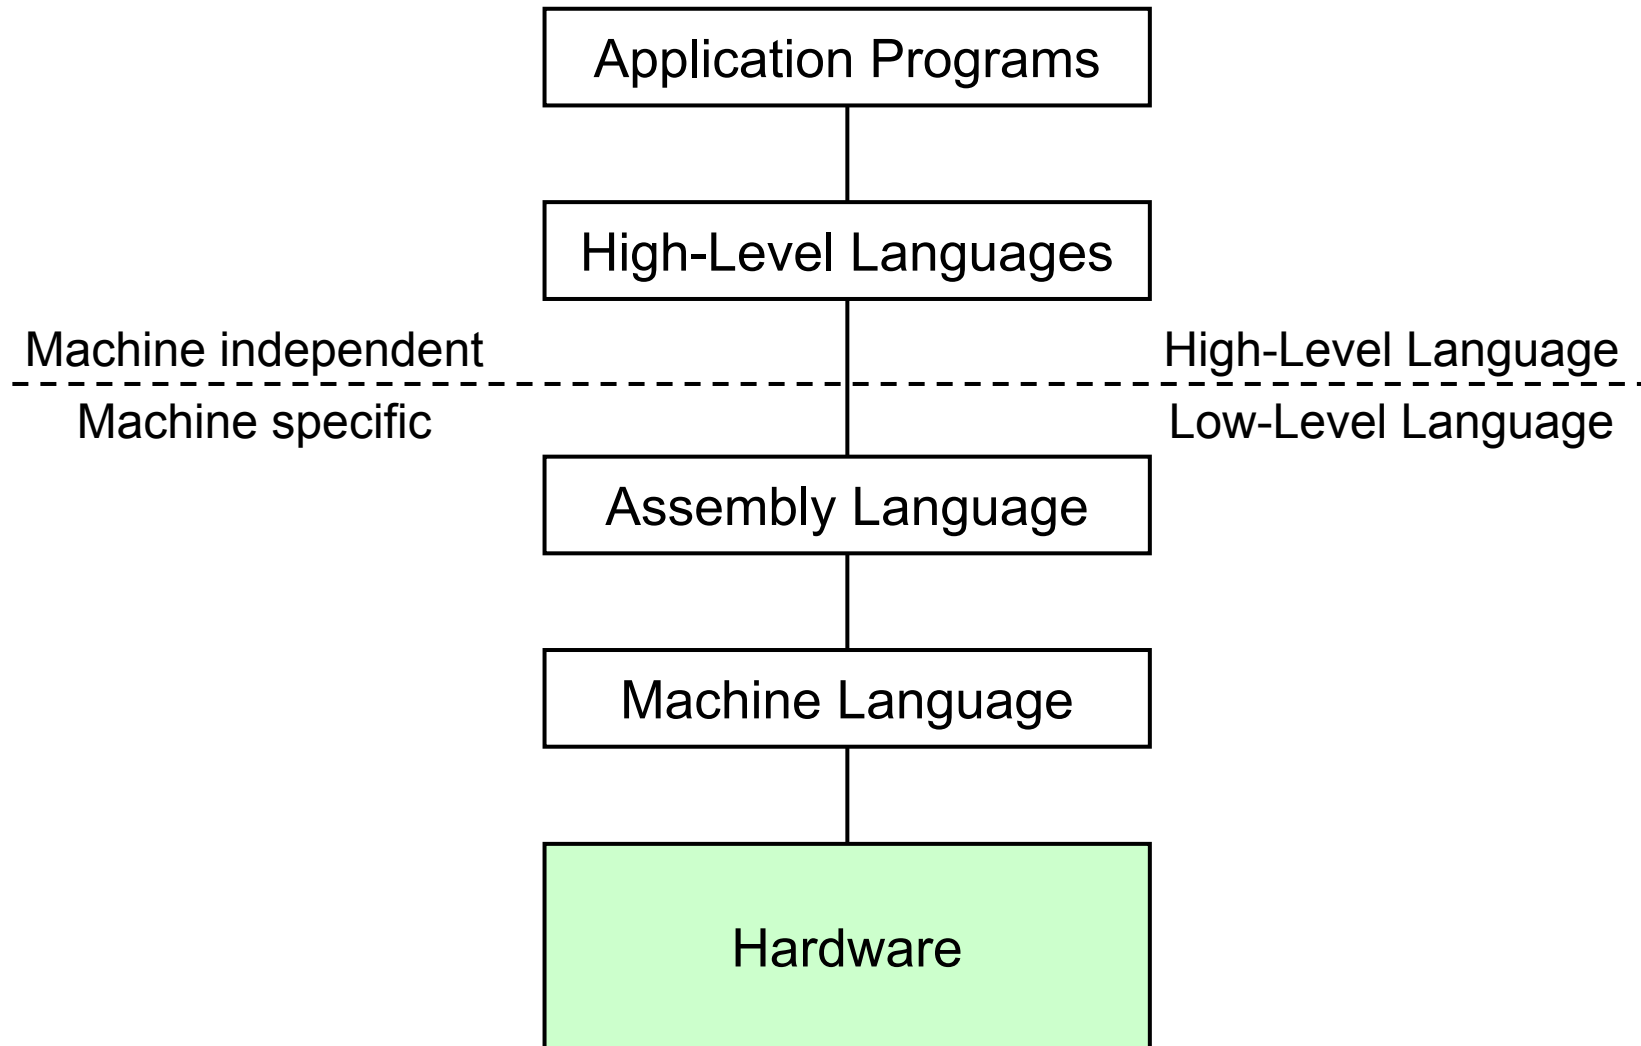 Application Programs
High-Level Languages
Machine independent
High-Level Language
Machine specific
Low-Level Language
Assembly Language
Machine Language
Hardware